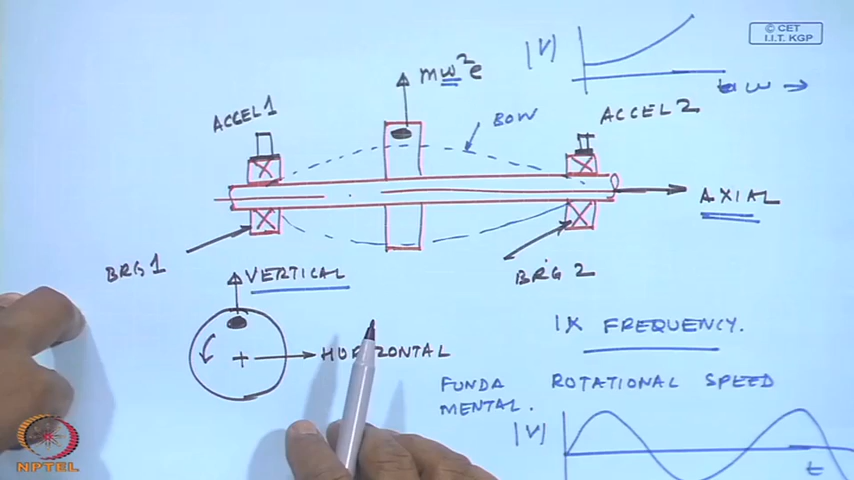 © CET
I.I.T. KGP
|V|
ω →
mω²e
ACCEL 1
BOW
ACCEL 2
AXIAL
BRG 1
BRG 2
VERTICAL
HORIZONTAL
1X FREQUENCY.
FUNDA
MENTAL.
ROTATIONAL SPEED
|V|
t
NPTEL